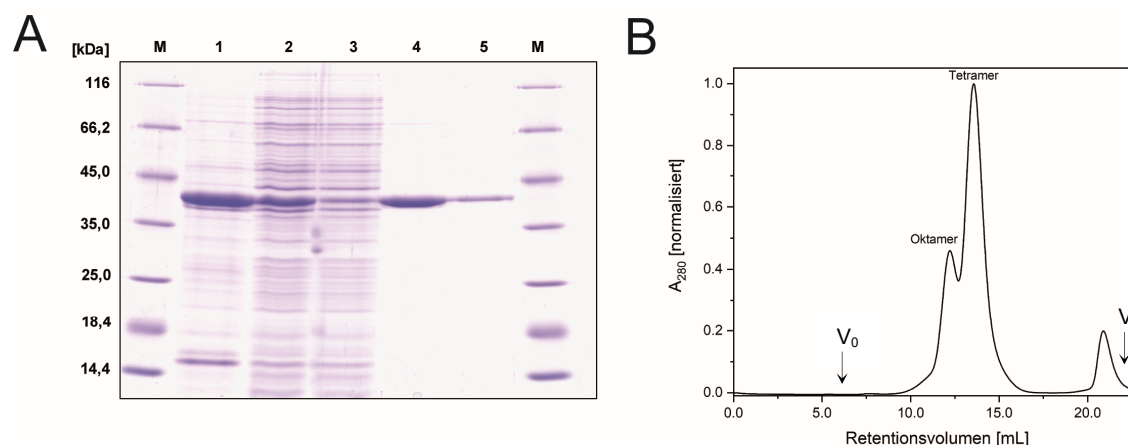 A
[kDa] M 1 2 3 4 5 M
116
66,2
45,0
35,0
25,0
18,4
14,4
B
Tetramer
Oktamer
V0
V
A280 [normalisiert]
1.0
0.8
0.6
0.4
0.2
0.0
0.0 5.0 10.0 15.0 20.0
Retentionsvolumen [mL]